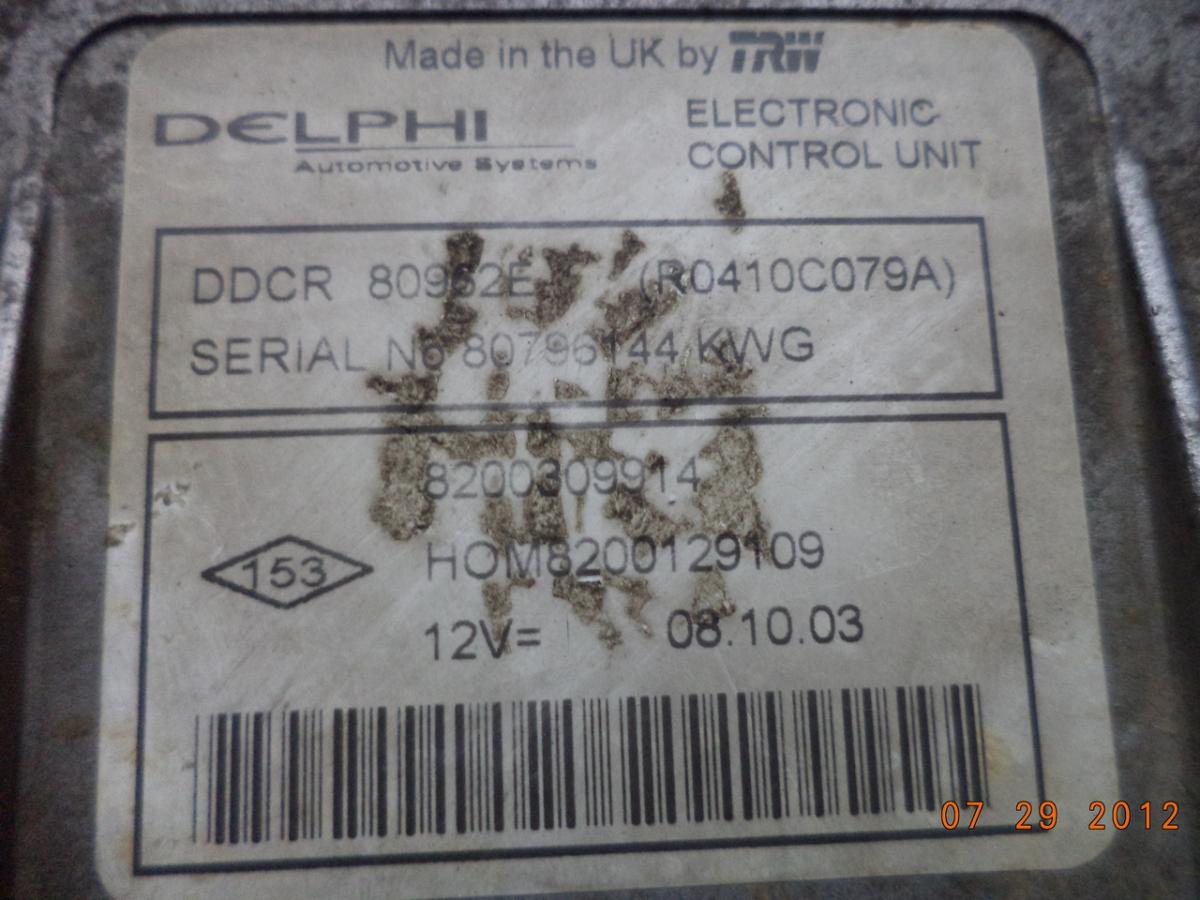 Made in the UK by TRW
DELPHI
Automotive Systems
ELECTRONIC
CONTROL UNIT
DDCR 80962E (R0410C079A)
SERIAL No 80796144 KWG
8200309914
153
HOM8200129109
12V= 08.10.03
07 29 2012